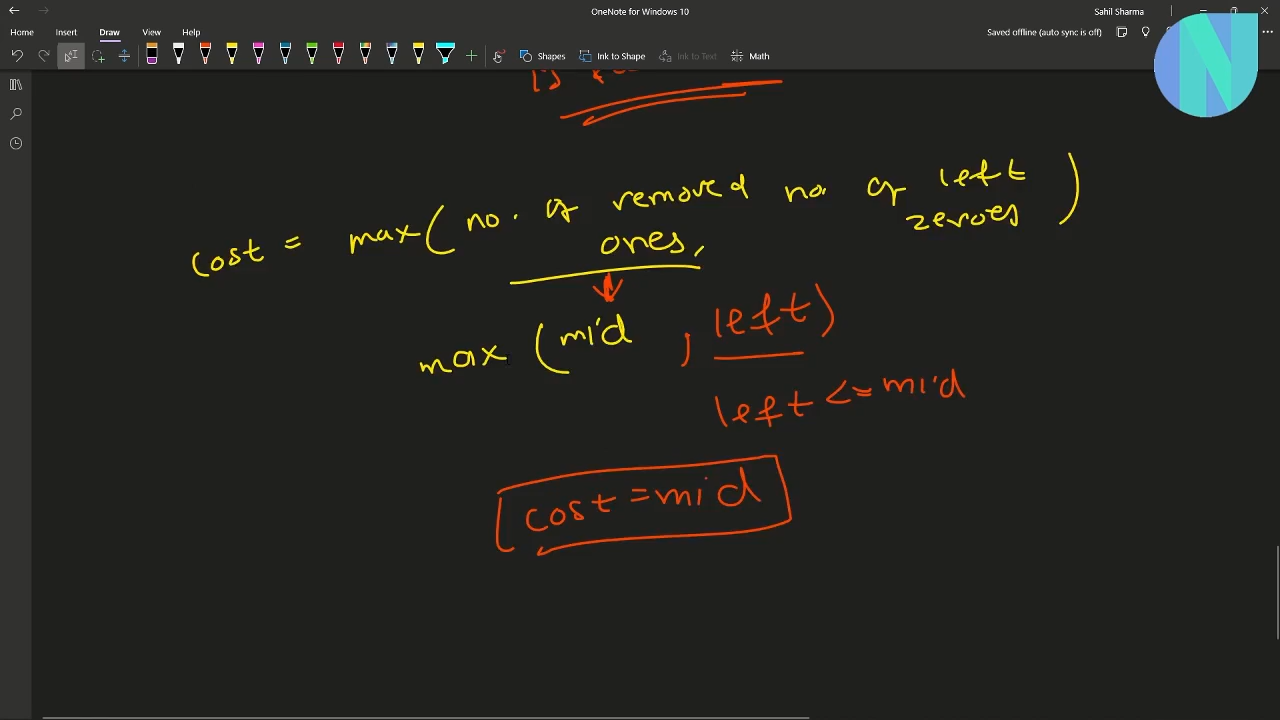 OneNote for Windows 10
Sahil Sharma
Home Insert Draw View Help
Saved offline (auto sync is off)
Shapes Ink to Shape Ink to Text Math
is
cost = max( no. of removed ones, no. of left zeroes )
max ( mid , left )
left <= mid
cost = mid